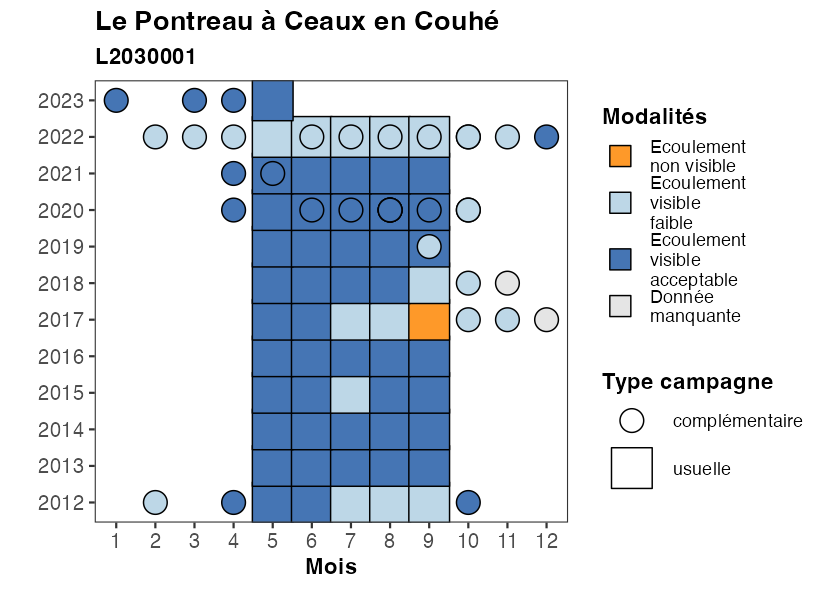 Le Pontreau à Ceaux en Couhé
L2030001
2023
2022
2021
2020
2019
2018
2017
2016
2015
2014
2013
2012
1 2 3 4 5 6 7 8 9 10 11 12
Mois
Modalités
Ecoulement
non visible
Ecoulement
visible
faible
Ecoulement
visible
acceptable
Donnée
manquante
Type campagne
complémentaire
usuelle